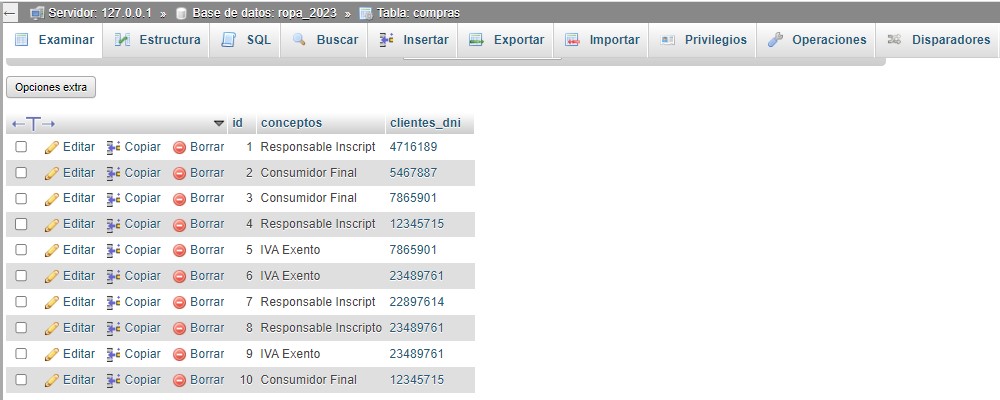 Servidor: 127.0.0.1 » Base de datos: ropa_2023 » Tabla: compras
Examinar Estructura SQL Buscar Insertar Exportar Importar Privilegios Operaciones Disparadores
Opciones extra
←T→ id conceptos clientes_dni
Editar Copiar Borrar 1 Responsable Inscript 4716189
Editar Copiar Borrar 2 Consumidor Final 5467887
Editar Copiar Borrar 3 Consumidor Final 7865901
Editar Copiar Borrar 4 Responsable Inscript 12345715
Editar Copiar Borrar 5 IVA Exento 7865901
Editar Copiar Borrar 6 IVA Exento 23489761
Editar Copiar Borrar 7 Responsable Inscript 22897614
Editar Copiar Borrar 8 Responsable Inscripto 23489761
Editar Copiar Borrar 9 IVA Exento 23489761
Editar Copiar Borrar 10 Consumidor Final 12345715